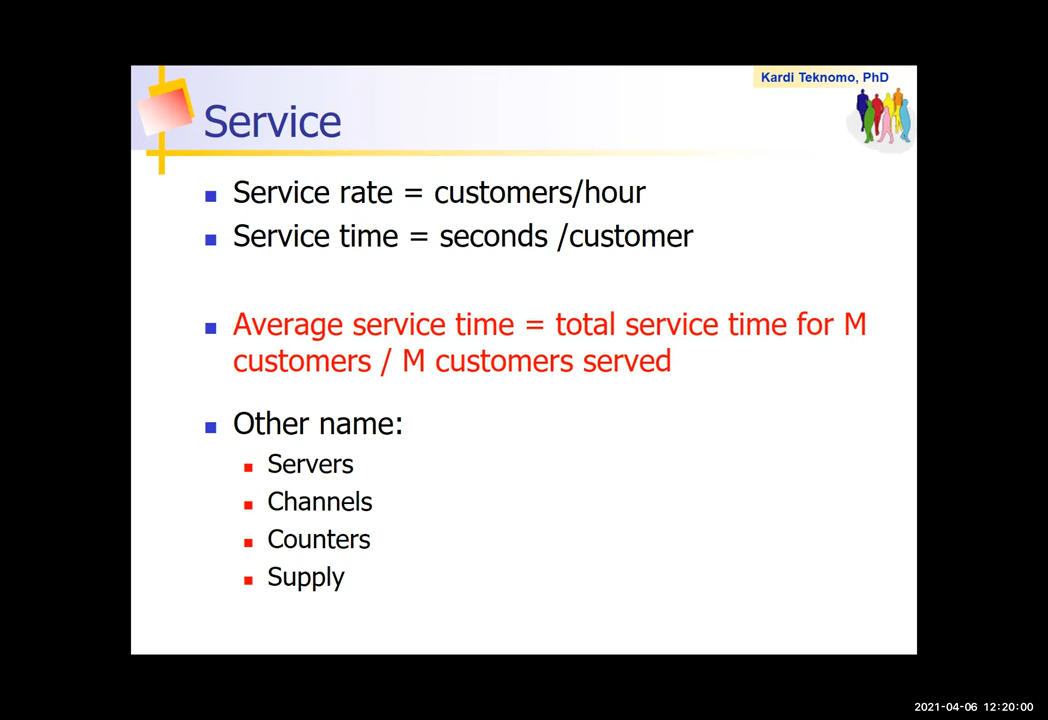 Kardi Teknomo, PhD
Service
Service rate = customers/hour
Service time = seconds /customer
Average service time = total service time for M
customers / M customers served
Other name:
Servers
Channels
Counters
Supply
2021-04-06 12:20:00